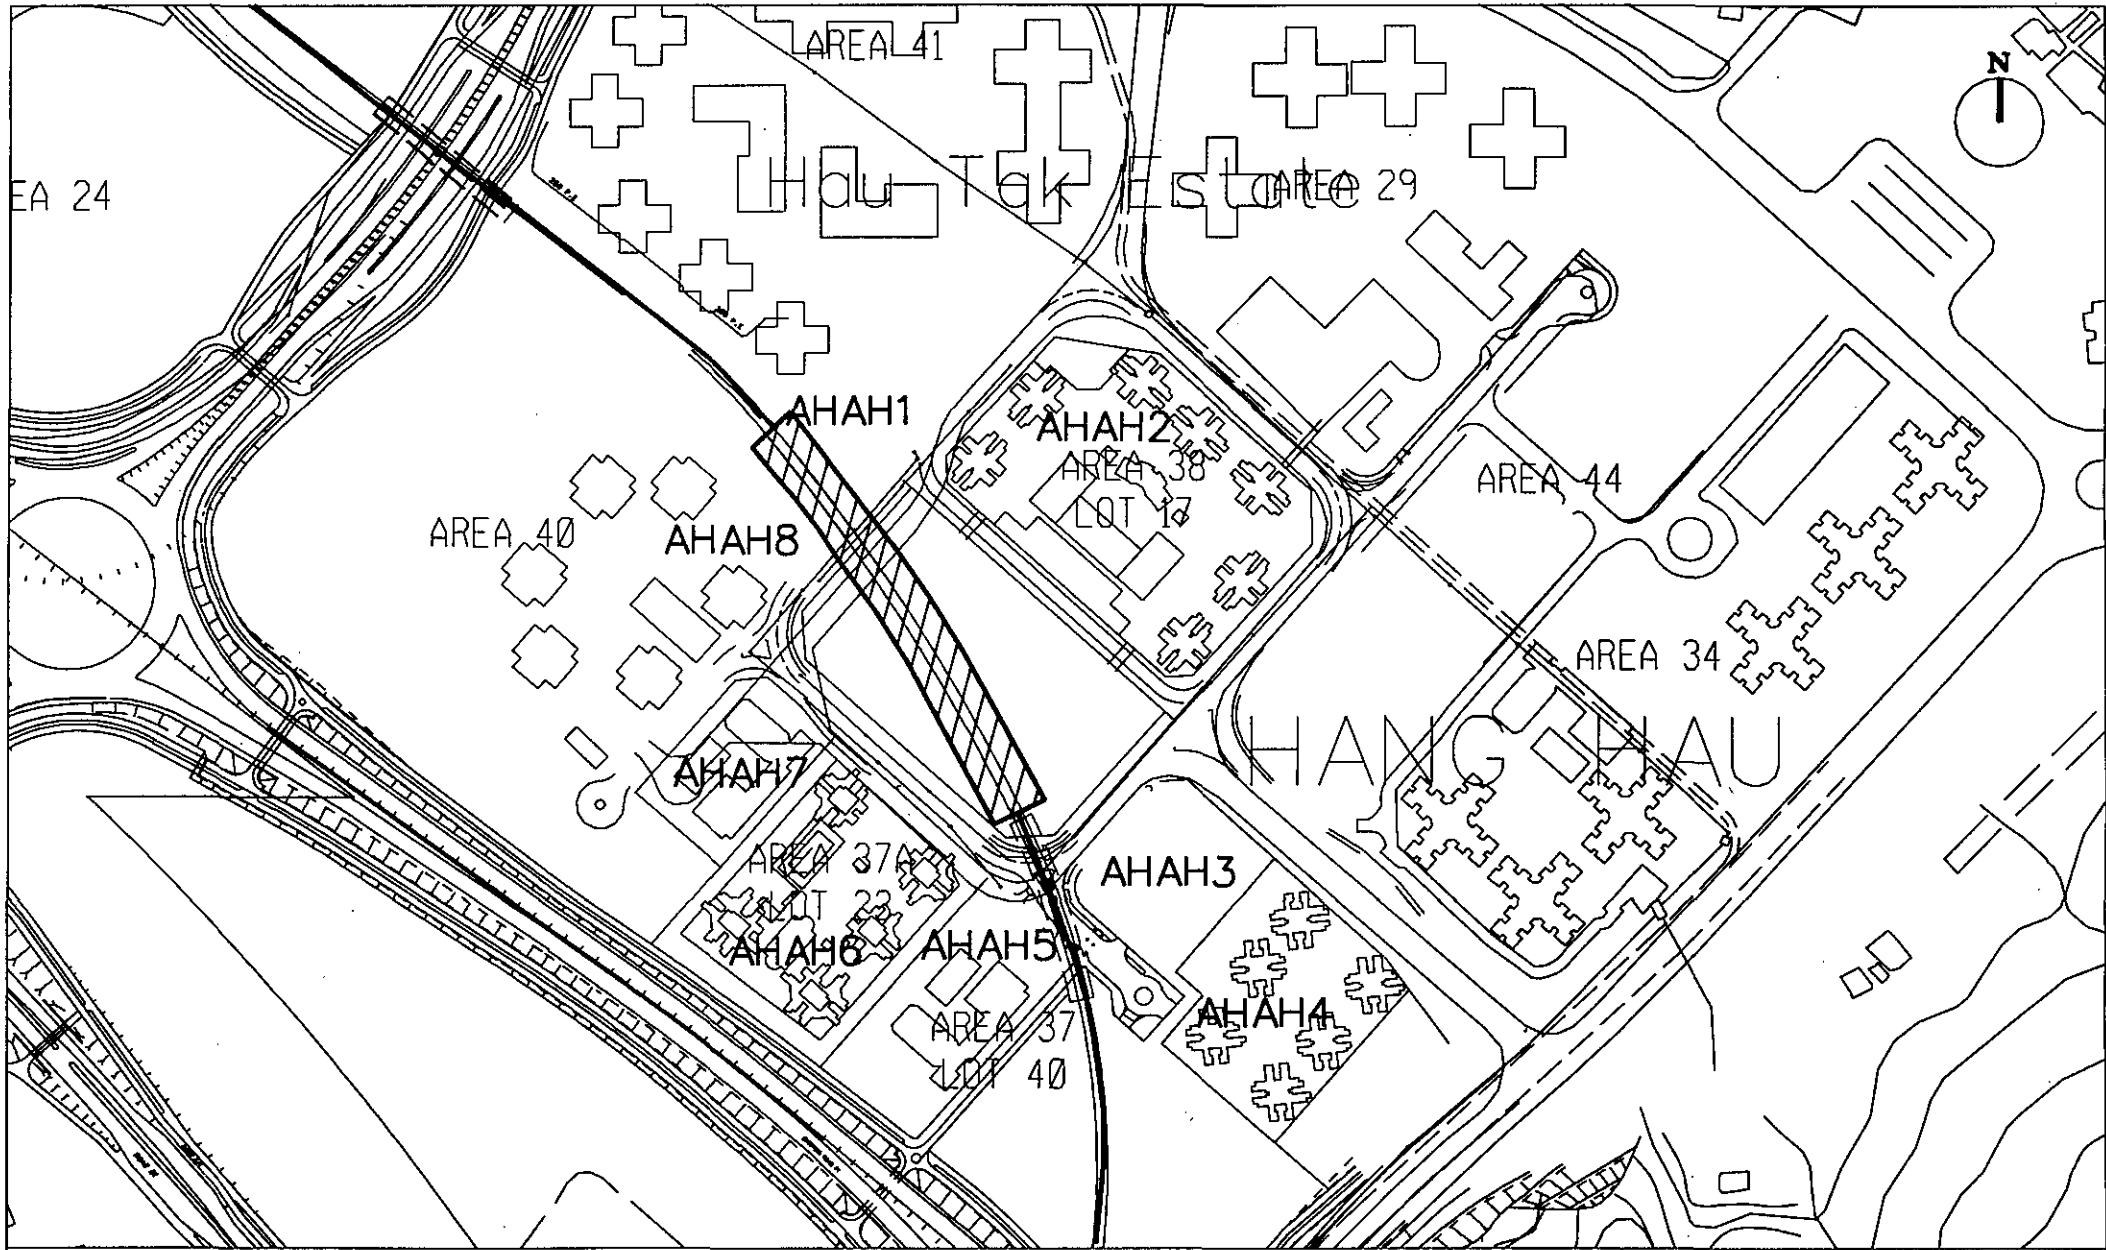 AREA 41
N
Hau Tak Estate
AREA 29
EA 24
AHAH1
AHAH2
AREA 38
LOT 17
AREA 44
AREA 40
AHAH8
AREA 34
HANG HAU
AHAH7
AREA 37A
LOT 23
AHAH3
AHAH6
AHAH5
AHAH4
AREA 37
LOT 40